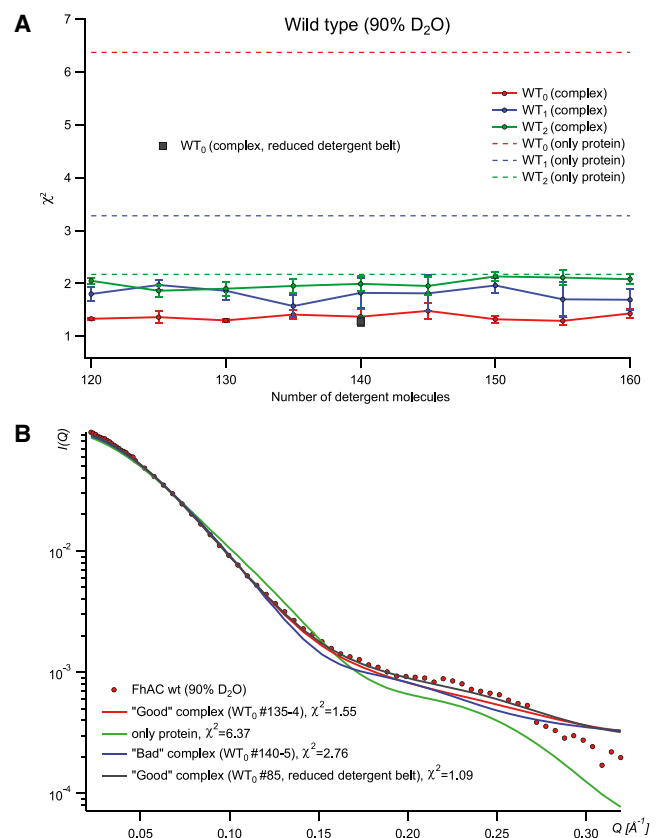 A
Wild type (90% D₂O)
7
6
5
4
3
2
1
χ²
WT₀ (complex)
WT₁ (complex)
WT₂ (complex)
WT₀ (only protein)
WT₁ (only protein)
WT₂ (only protein)
WT₀ (complex, reduced detergent belt)
120
130
140
150
160
Number of detergent molecules
B
I(Q)
10⁻²
10⁻³
10⁻⁴
FhAC wt (90% D₂O)
"Good" complex (WT₀ #135-4), χ²=1.55
only protein, χ²=6.37
"Bad" complex (WT₀ #140-5), χ²=2.76
"Good" complex (WT₀ #85, reduced detergent belt), χ²=1.09
0.05
0.10
0.15
0.20
0.25
0.30
Q [Å⁻¹]